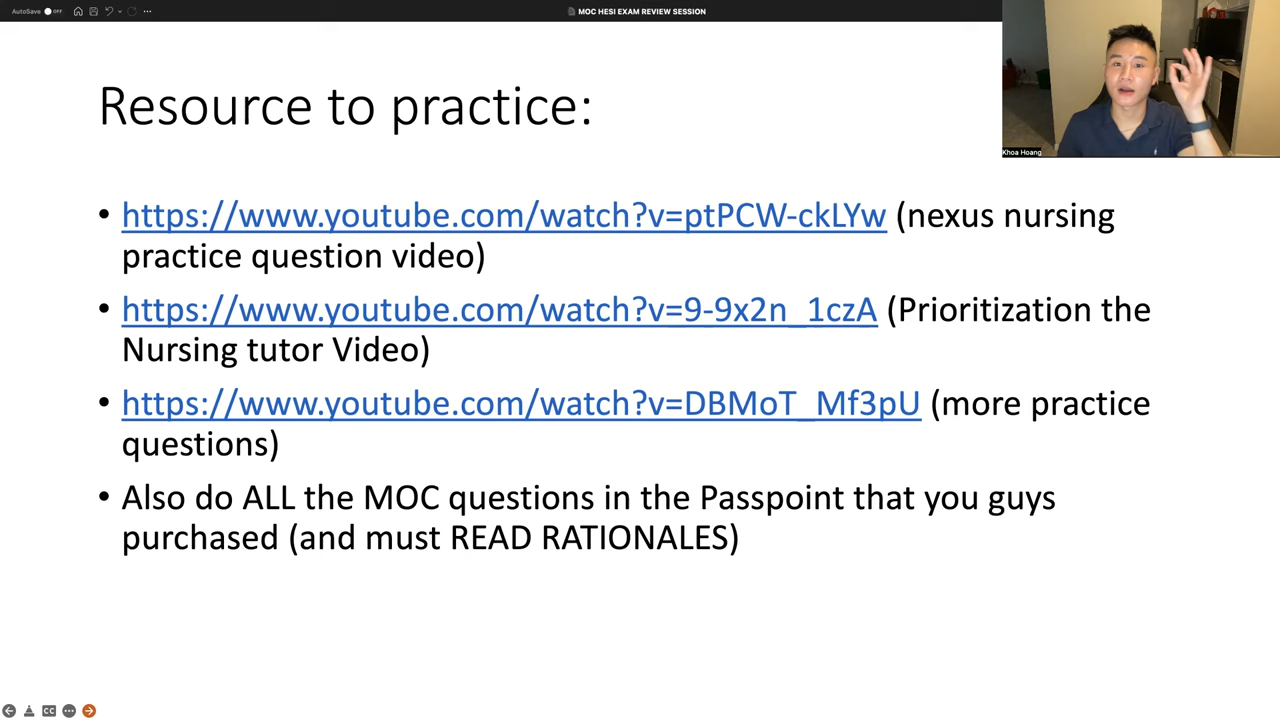 AutoSave OFF
MOC HESI EXAM REVIEW SESSION
Khoa Hoang
Resource to practice:
• https://www.youtube.com/watch?v=ptPCW-ckLYw (nexus nursing
practice question video)
• https://www.youtube.com/watch?v=9-9x2n_1czA (Prioritization the
Nursing tutor Video)
• https://www.youtube.com/watch?v=DBMoT_Mf3pU (more practice
questions)
• Also do ALL the MOC questions in the Passpoint that you guys
purchased (and must READ RATIONALES)
CC